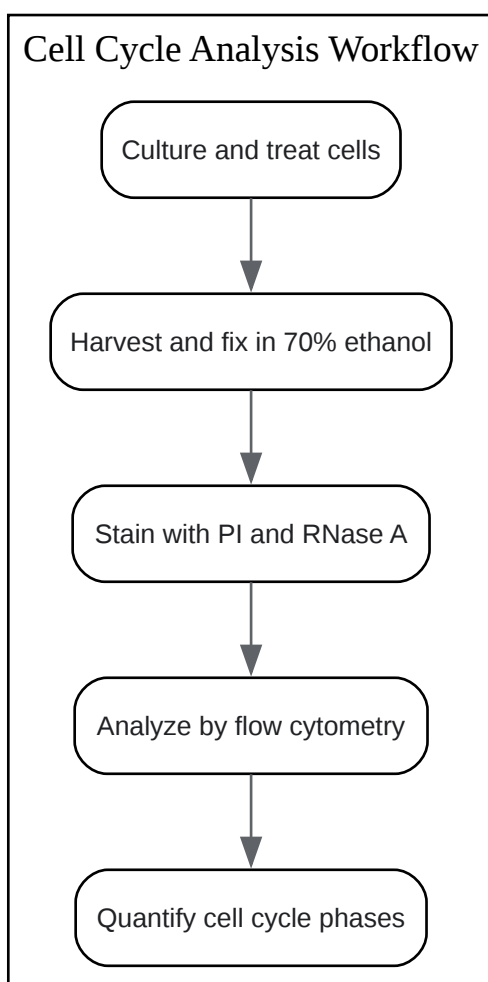 Cell Cycle Analysis Workflow
Culture and treat cells
Harvest and fix in 70% ethanol
Stain with PI and RNase A
Analyze by flow cytometry
Quantify cell cycle phases